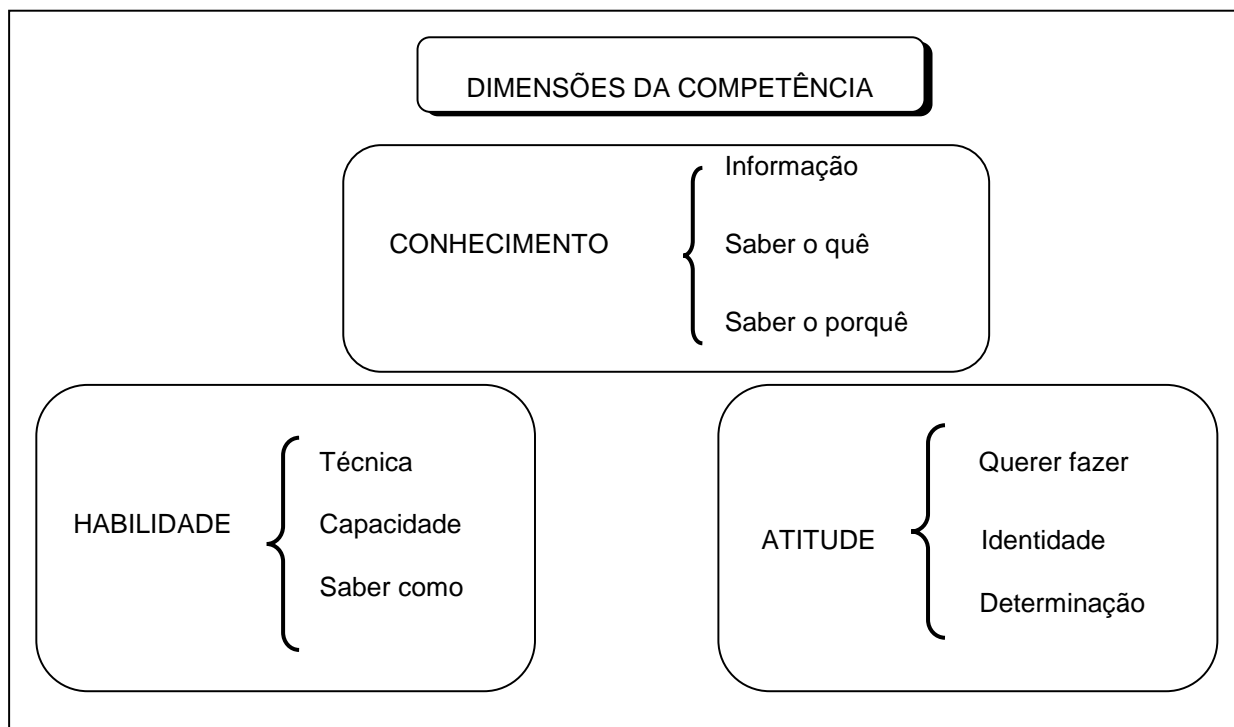 DIMENSÕES DA COMPETÊNCIA
CONHECIMENTO
Informação
Saber o quê
Saber o porquê
HABILIDADE
Técnica
Capacidade
Saber como
ATITUDE
Querer fazer
Identidade
Determinação